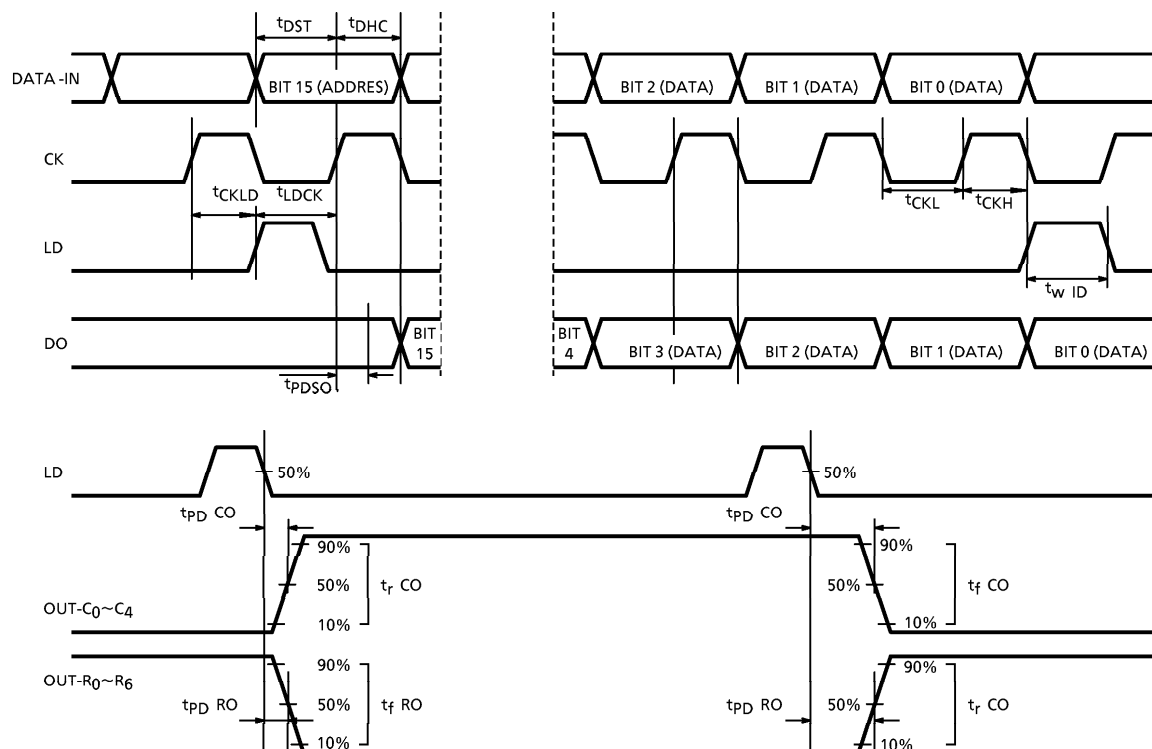 tDST tDHC
DATA-IN BIT 15 (ADDRES) BIT 2 (DATA) BIT 1 (DATA) BIT 0 (DATA)
CK
tCKLD tLDCK tCKL tCKH
LD
tw ID
DO BIT 15 BIT 4 BIT 3 (DATA) BIT 2 (DATA) BIT 1 (DATA) BIT 0 (DATA)
tPDSO
LD 50% 50%
tPD CO tPD CO
90% 90%
50% tr CO 50% tf CO
OUT-C0~C4
10% 10%
90% 90%
OUT-R0~R6
tPD RO 50% tf RO tPD RO 50% tr RO
10% 10%